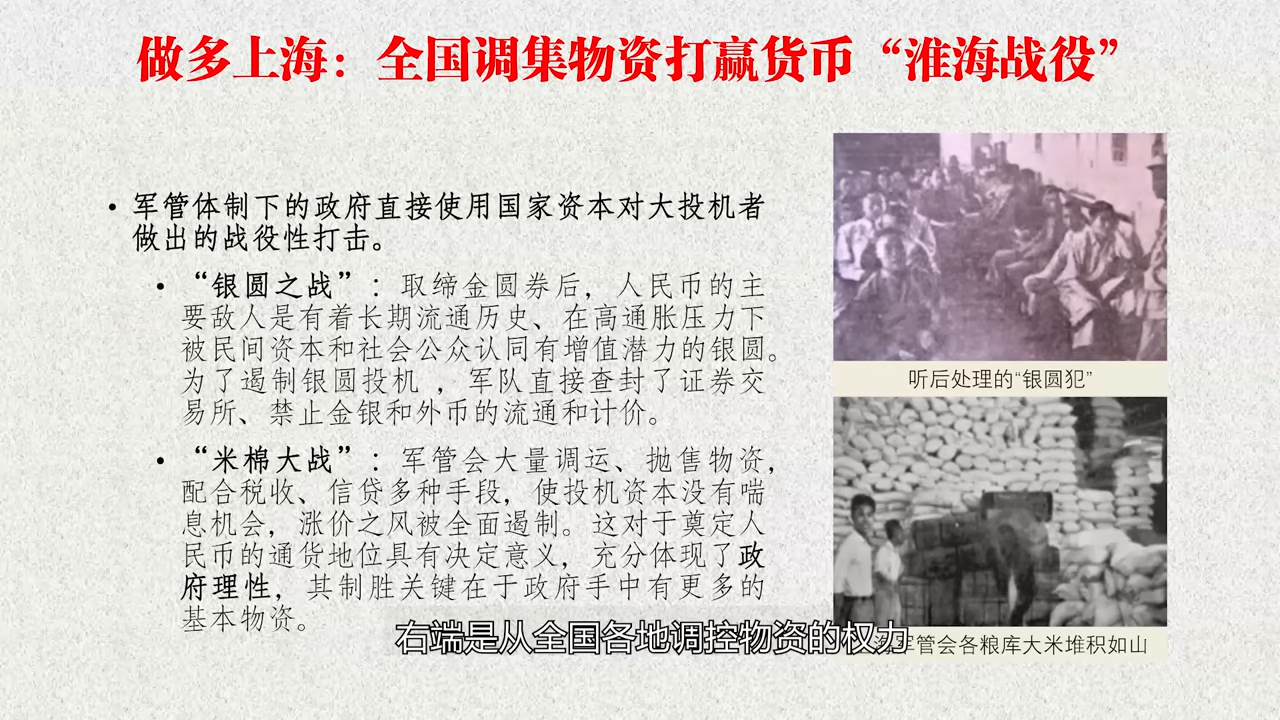 做多上海：全国调集物资打赢货币“淮海战役”
• 军管体制下的政府直接使用国家资本对大投机者
做出的战役性打击。
• “银圆之战”：取缔金圆券后，人民币的主
要敌人是有着长期流通历史、在高通胀压力下
被民间资本和社会公众认同有增值潜力的银圆。
为了遏制银圆投机 ，军队直接查封了证券交
易所、禁止金银和外币的流通和计价。
• “米棉大战”：军管会大量调运、抛售物资，
配合税收、信贷多种手段，使投机资本没有喘
息机会，涨价之风被全面遏制。这对于奠定人
民币的通货地位具有决定意义，充分体现了政
府理性，其制胜关键在于政府手中有更多的
基本物资。
听后处理的“银圆犯”
军管会各粮库大米堆积如山
右端是从全国各地调控物资的权力